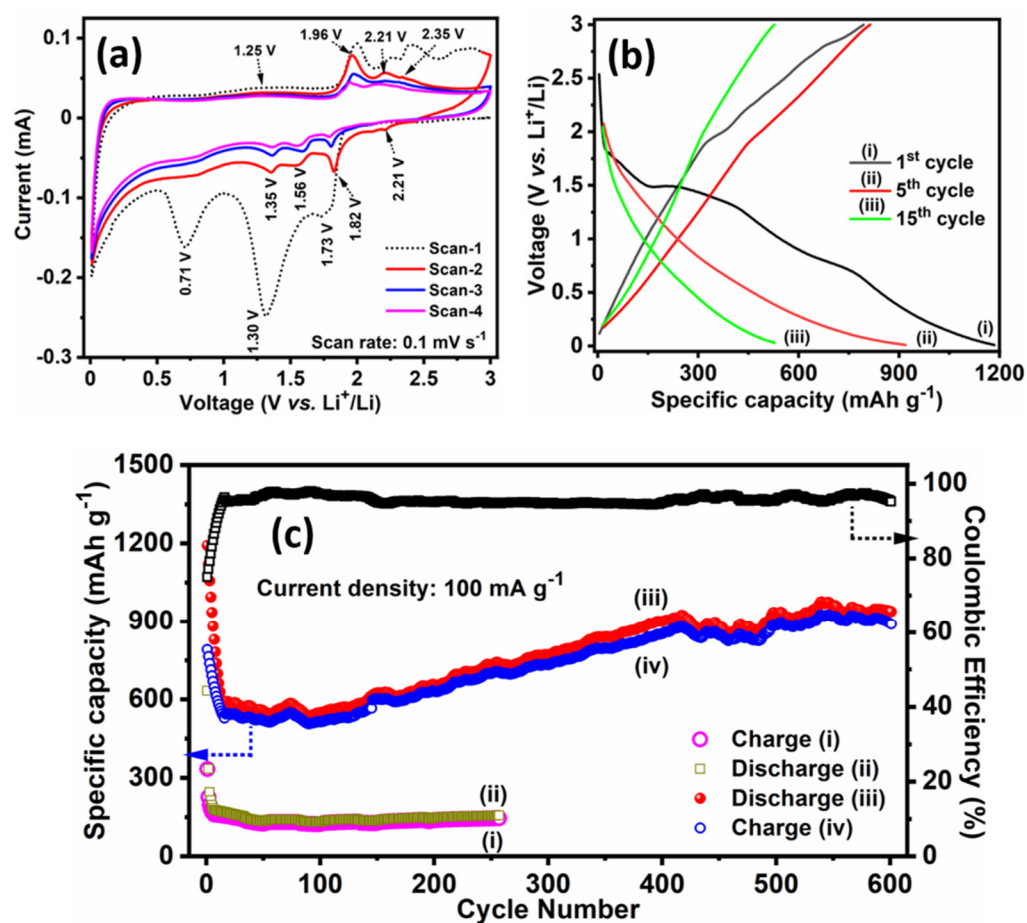 (a)
1.25 V
1.96 V
2.21 V
2.35 V
0.1
0
-0.1
-0.2
-0.3
Current (mA)
0.71 V
1.30 V
1.35 V
1.56 V
1.73 V
1.82 V
2.21 V
Scan-1
Scan-2
Scan-3
Scan-4
Scan rate: 0.1 mV s⁻¹
0 0.5 1 1.5 2 2.5 3
Voltage (V vs. Li⁺/Li)
(b)
3
2.5
2
1.5
1
0.5
0
Voltage (V vs. Li⁺/Li)
(i) 1ˢᵗ cycle
(ii) 5ᵗʰ cycle
(iii) 15ᵗʰ cycle
(iii)
(ii)
(i)
0 300 600 900 1200
Specific capacity (mAh g⁻¹)
(c)
1500
1200
900
600
300
0
Specific capacity (mAh g⁻¹)
Current density: 100 mA g⁻¹
(iii)
(iv)
(ii)
(i)
Charge (i)
Discharge (ii)
Discharge (iii)
Charge (iv)
100
80
60
40
20
0
Coulombic Efficiency (%)
0 100 200 300 400 500 600
Cycle Number